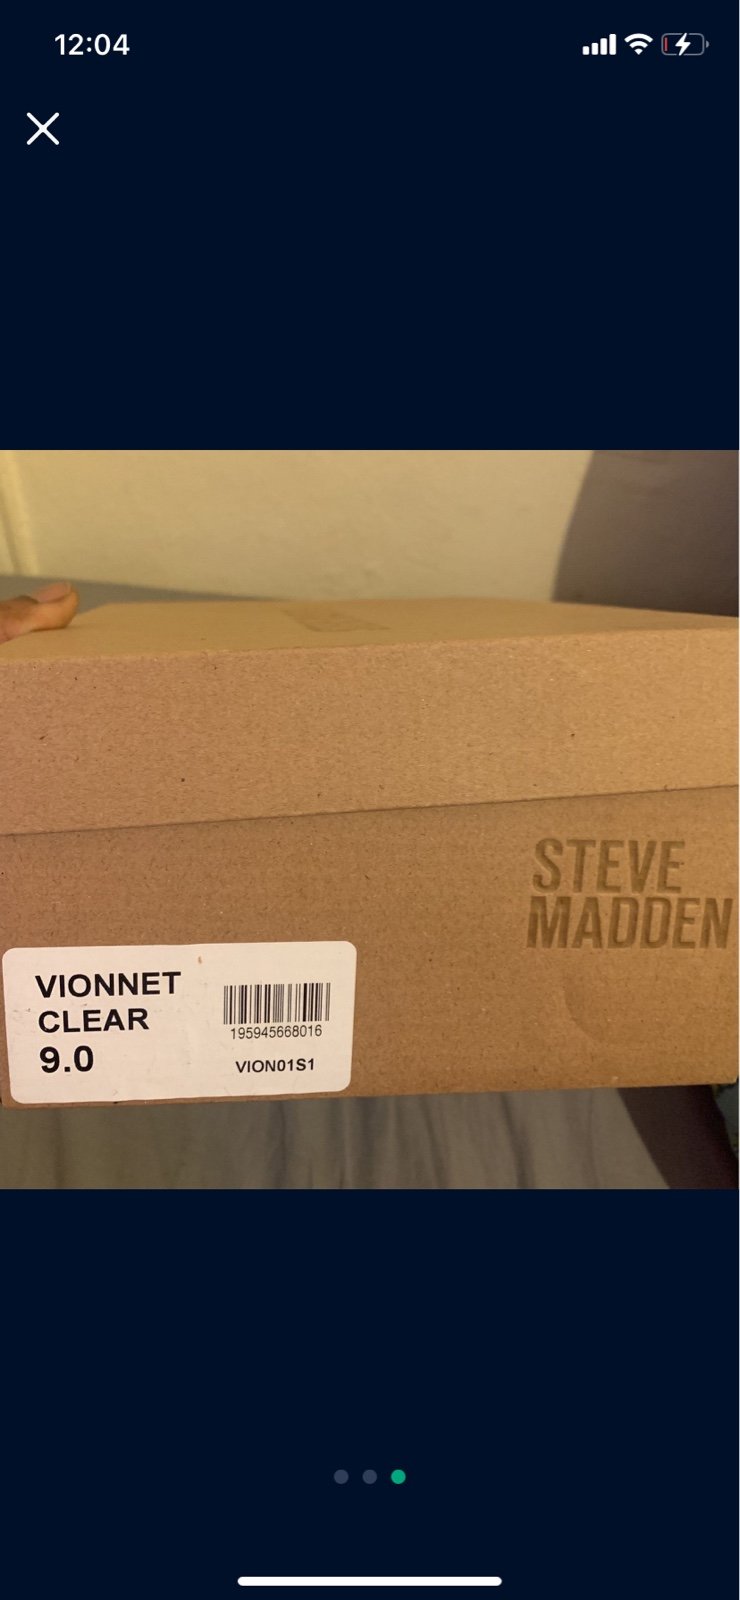 12:04
STEVE
MADDEN
VIONNET
CLEAR
9.0
195945668016
VION01S1